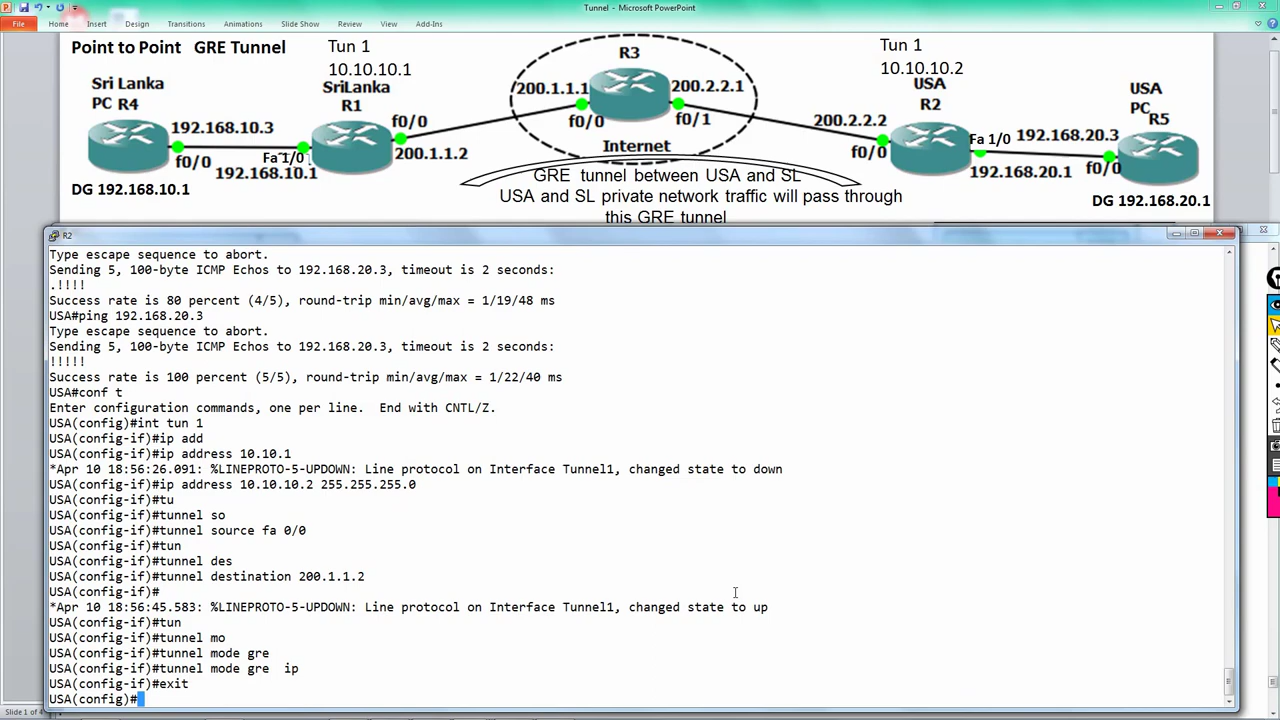 Tunnel - Microsoft PowerPoint
File Home Insert Design Transitions Animations Slide Show Review View Add-Ins
Point to Point GRE Tunnel
Tun 1
10.10.10.1
Tun 1
10.10.10.2
Sri Lanka
PC R4
SriLanka
R1
R3
USA
R2
USA
PC
R5
200.1.1.1
200.2.2.1
f0/0
f0/1
Internet
192.168.10.3
f0/0
Fa 1/0
192.168.10.1
f0/0
200.1.1.2
200.2.2.2
f0/0
Fa 1/0
192.168.20.1
192.168.20.3
f0/0
DG 192.168.10.1
DG 192.168.20.1
GRE tunnel between USA and SL
USA and SL private network traffic will pass through
this GRE tunnel
R2
Type escape sequence to abort.
Sending 5, 100-byte ICMP Echos to 192.168.20.3, timeout is 2 seconds:
.!!!!
Success rate is 80 percent (4/5), round-trip min/avg/max = 1/19/48 ms
USA#ping 192.168.20.3
Type escape sequence to abort.
Sending 5, 100-byte ICMP Echos to 192.168.20.3, timeout is 2 seconds:
!!!!!
Success rate is 100 percent (5/5), round-trip min/avg/max = 1/22/40 ms
USA#conf t
Enter configuration commands, one per line.  End with CNTL/Z.
USA(config)#int tun 1
USA(config-if)#ip add
USA(config-if)#ip address 10.10.1
*Apr 10 18:56:26.091: %LINEPROTO-5-UPDOWN: Line protocol on Interface Tunnel1, changed state to down
USA(config-if)#ip address 10.10.10.2 255.255.255.0
USA(config-if)#tu
USA(config-if)#tunnel so
USA(config-if)#tunnel source fa 0/0
USA(config-if)#tun
USA(config-if)#tunnel des
USA(config-if)#tunnel destination 200.1.1.2
USA(config-if)#
*Apr 10 18:56:45.583: %LINEPROTO-5-UPDOWN: Line protocol on Interface Tunnel1, changed state to up
USA(config-if)#tun
USA(config-if)#tunnel mo
USA(config-if)#tunnel mode gre
USA(config-if)#tunnel mode gre  ip
USA(config-if)#exit
USA(config)#
Slide 1 of 4